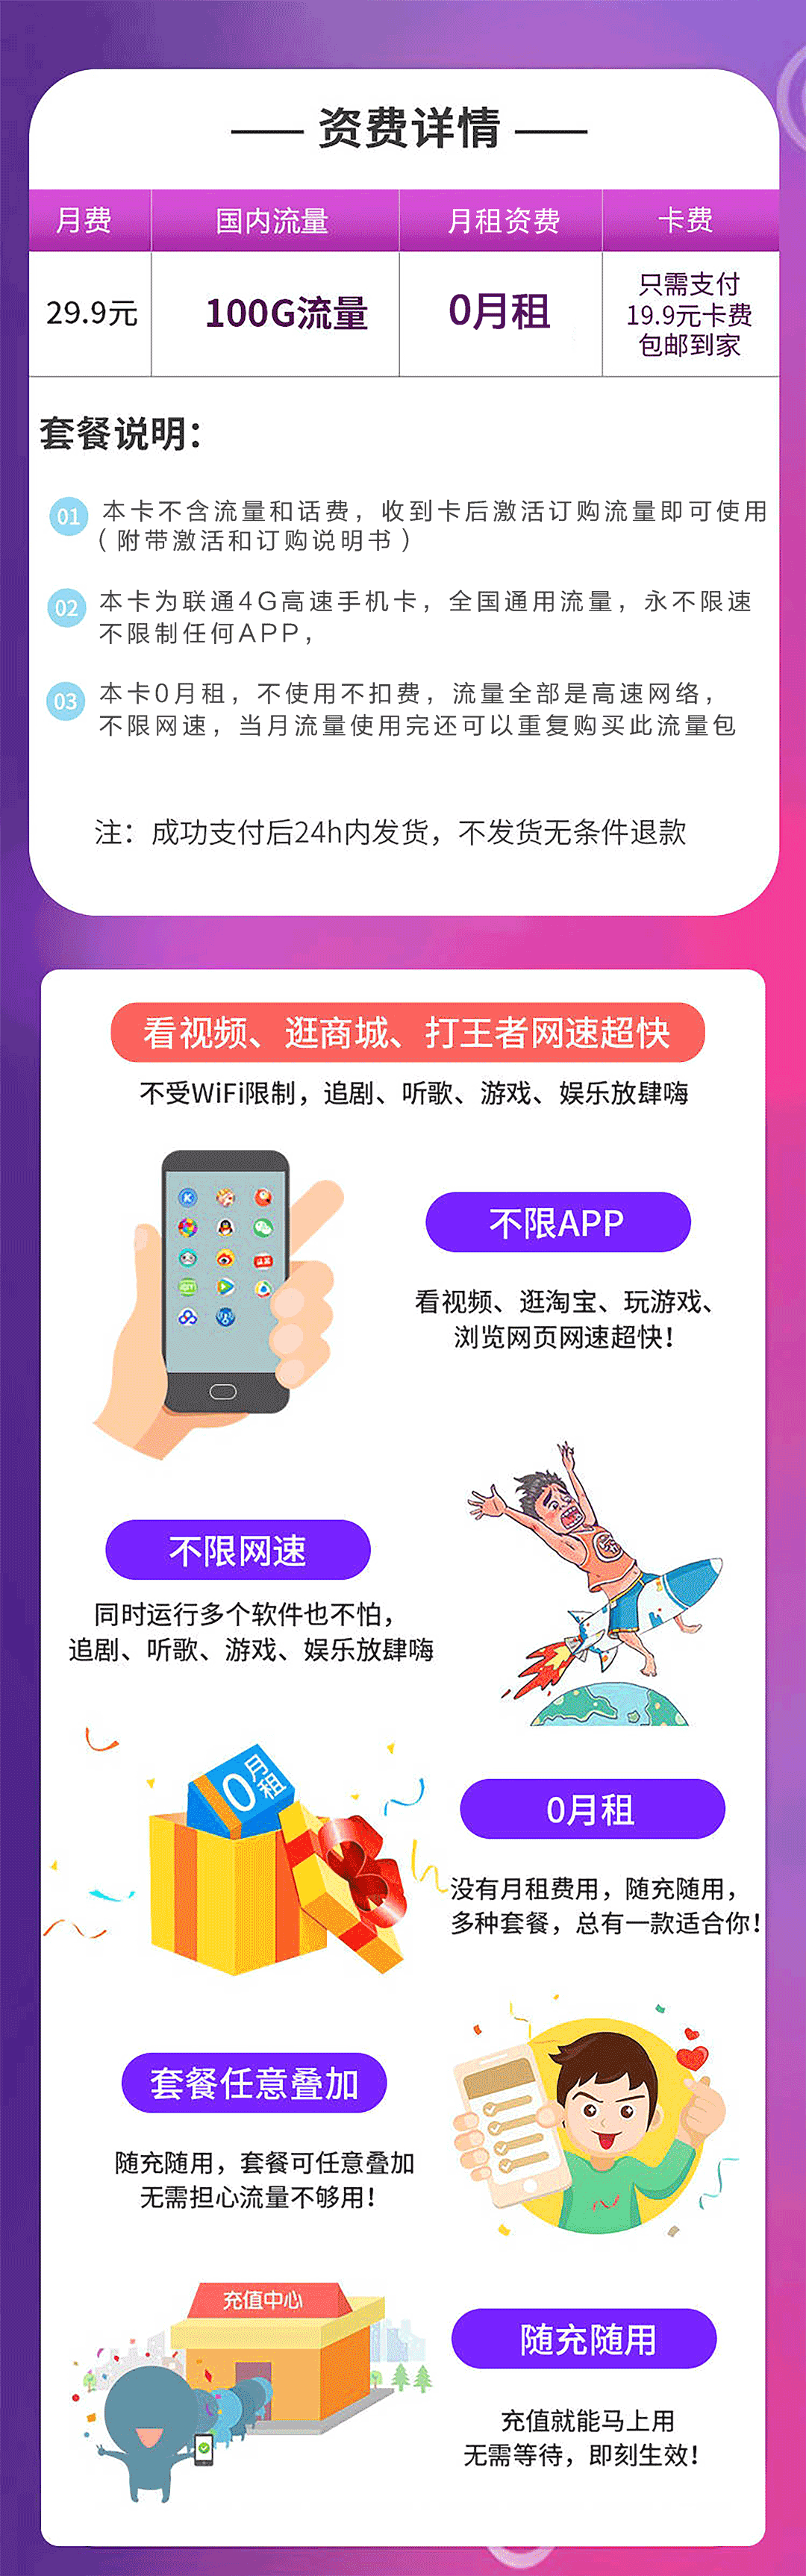 资费详情
月费 国内流量 月租资费 卡费
29.9元 100G流量 0月租 只需支付
19.9元卡费
包邮到家
套餐说明：
01 本卡不含流量和话费，收到卡后激活订购流量即可使用
（附带激活和订购说明书）
02 本卡为联通4G高速手机卡，全国通用流量，永不限速
不限制任何APP，
03 本卡0月租，不使用不扣费，流量全部是高速网络，
不限网速，当月流量使用完还可以重复购买此流量包
注：成功支付后24h内发货，不发货无条件退款
看视频、逛商城、打王者网速超快
不受WiFi限制，追剧、听歌、游戏、娱乐放肆嗨
不限APP
看视频、逛淘宝、玩游戏、
浏览网页网速超快！
不限网速
同时运行多个软件也不怕，
追剧、听歌、游戏、娱乐放肆嗨
0月租
0月租
没有月租费用，随充随用，
多种套餐，总有一款适合你！
套餐任意叠加
随充随用，套餐可任意叠加
无需担心流量不够用！
充值中心
随充随用
充值就能马上用
无需等待，即刻生效！